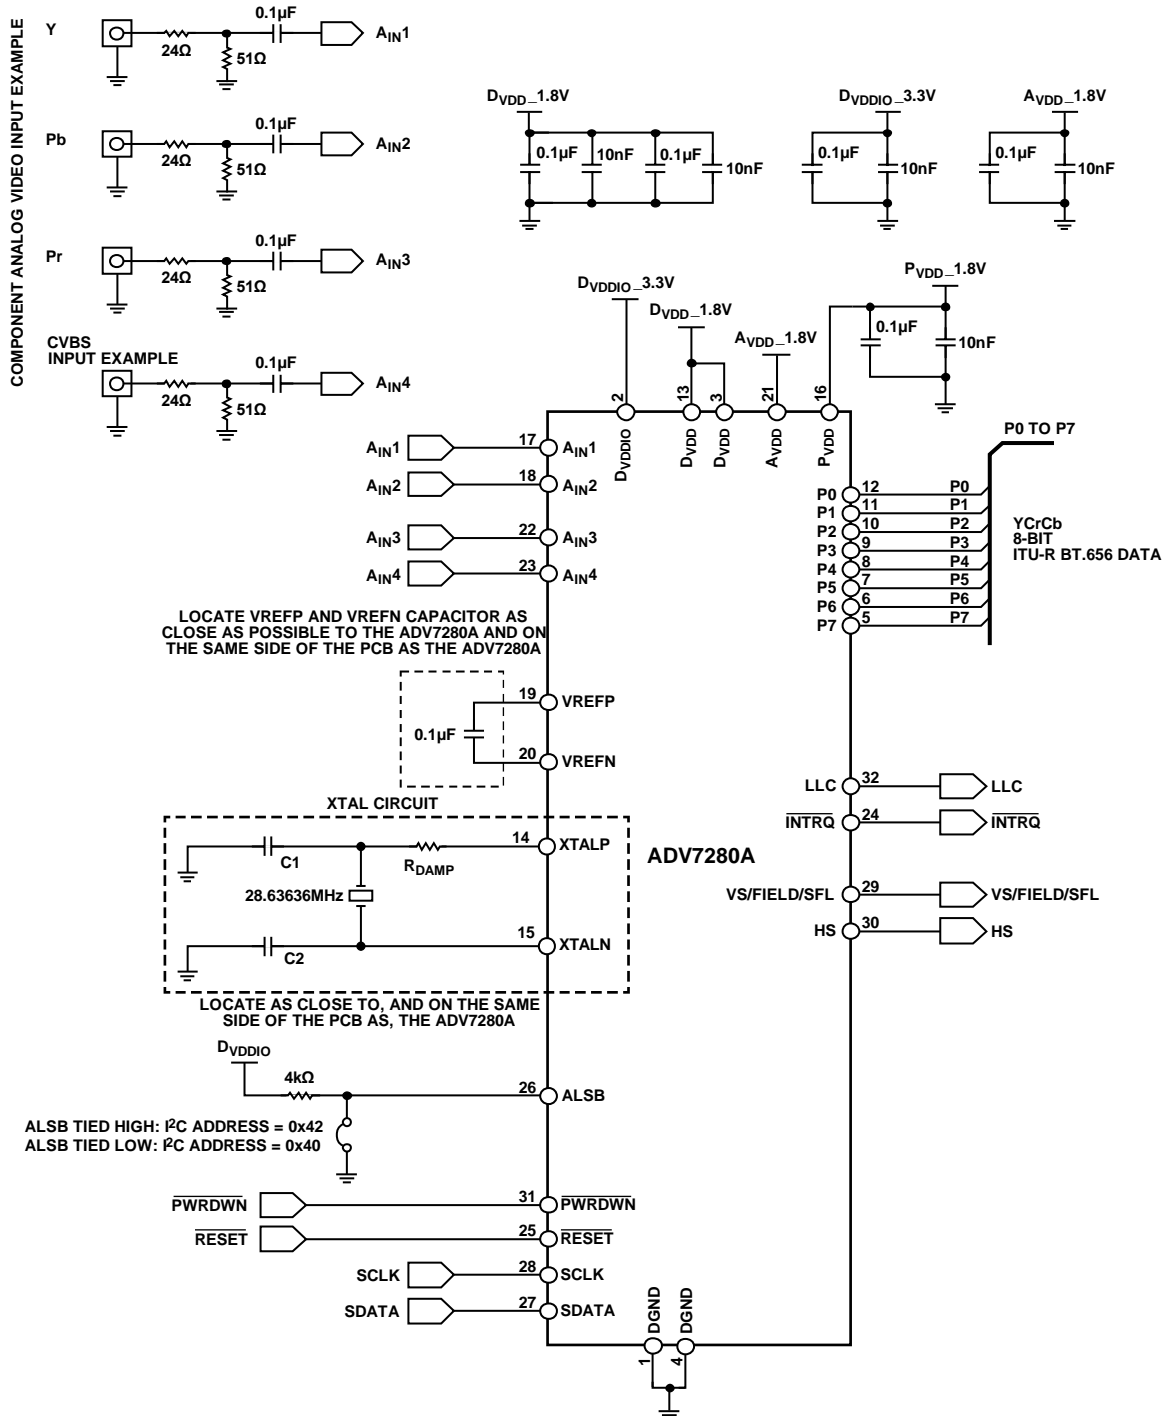 COMPONENT ANALOG VIDEO INPUT EXAMPLE
Y
0.1µF
24Ω
51Ω
AIN1
Pb
0.1µF
24Ω
51Ω
AIN2
Pr
0.1µF
24Ω
51Ω
AIN3
CVBS
INPUT EXAMPLE
0.1µF
24Ω
51Ω
AIN4
DVDD_1.8V
0.1µF
10nF
0.1µF
10nF
DVDDIO_3.3V
0.1µF
10nF
AVDD_1.8V
0.1µF
10nF
DVDDIO_3.3V
DVDD_1.8V
AVDD_1.8V
PVDD_1.8V
0.1µF
10nF
2
13
3
21
16
DVDDIO
DVDD
DVDD
AVDD
PVDD
AIN1 17 AIN1
AIN2 18 AIN2
AIN3 22 AIN3
AIN4 23 AIN4
P0 TO P7
P0 12 P0
P1 11 P1
P2 10 P2
P3 9 P3
P4 8 P4
P5 7 P5
P6 6 P6
P7 5 P7
YCrCb
8-BIT
ITU-R BT.656 DATA
LOCATE VREFP AND VREFN CAPACITOR AS
CLOSE AS POSSIBLE TO THE ADV7280A AND ON
THE SAME SIDE OF THE PCB AS THE ADV7280A
19 VREFP
0.1µF
20 VREFN
LLC 32 LLC
INTRQ 24 INTRQ
VS/FIELD/SFL 29 VS/FIELD/SFL
HS 30 HS
ADV7280A
XTAL CIRCUIT
C1
RDAMP
14 XTALP
28.63636MHz
C2
15 XTALN
LOCATE AS CLOSE TO, AND ON THE SAME
SIDE OF THE PCB AS, THE ADV7280A
DVDDIO
4kΩ
26 ALSB
ALSB TIED HIGH: I2C ADDRESS = 0x42
ALSB TIED LOW: I2C ADDRESS = 0x40
PWRDWN 31 PWRDWN
RESET 25 RESET
SCLK 28 SCLK
SDATA 27 SDATA
DGND
DGND
1
4